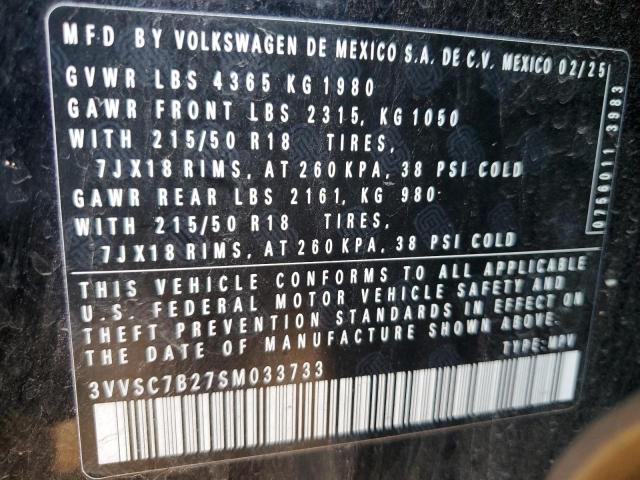 MFD BY VOLKSWAGEN DE MEXICO S.A. DE C.V. MEXICO 02/25
GVWR LBS 4365 KG 1980
GAWR FRONT LBS 2315, KG 1050
WITH 215/50 R18 TIRES,
7JX18 RIMS, AT 260 KPA, 38 PSI COLD
GAWR REAR LBS 2161, KG 980
WITH 215/50 R18 TIRES,
7JX18 RIMS, AT 260 KPA, 38 PSI COLD
THIS VEHICLE CONFORMS TO ALL APPLICABLE
U.S. FEDERAL MOTOR VEHICLE SAFETY AND
THEFT PREVENTION STANDARDS IN EFFECT ON
THE DATE OF MANUFACTURE SHOWN ABOVE.
TYPE: MPV
3VVSC7B27SM033733
0756011 3983